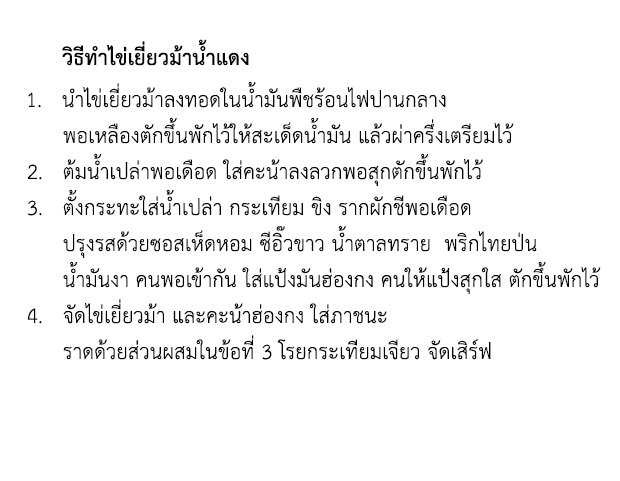 วิธีทำไข่เยี่ยวม้าน้ำแดง
1. นำไข่เยี่ยวม้าลงทอดในน้ำมันพืชร้อนไฟปานกลาง
พอเหลืองตักขึ้นพักไว้ให้สะเด็ดน้ำมัน แล้วผ่าครึ่งเตรียมไว้
2. ต้มน้ำเปล่าพอเดือด ใส่คะน้าลงลวกพอสุกตักขึ้นพักไว้
3. ตั้งกระทะใส่น้ำเปล่า กระเทียม ขิง รากผักชีพอเดือด
ปรุงรสด้วยซอสเห็ดหอม ซีอิ๊วขาว น้ำตาลทราย พริกไทยป่น
น้ำมันงา คนพอเข้ากัน ใส่แป้งมันฮ่องกง คนให้แป้งสุกใส ตักขึ้นพักไว้
4. จัดไข่เยี่ยวม้า และคะน้าฮ่องกง ใส่ภาชนะ
ราดด้วยส่วนผสมในข้อที่ 3 โรยกระเทียมเจียว จัดเสิร์ฟ